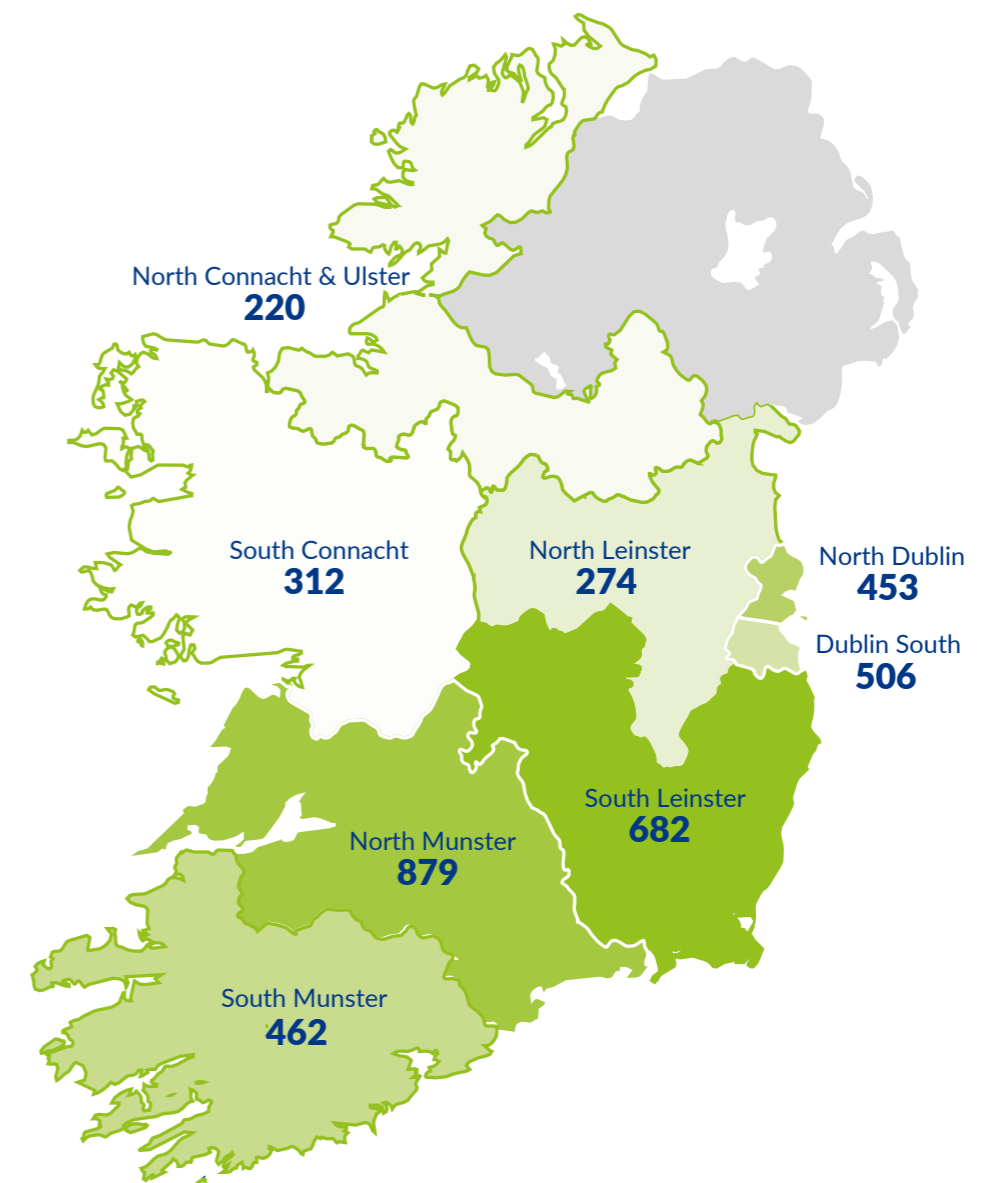 North Connacht & Ulster
220
South Connacht
312
North Leinster
274
North Dublin
453
Dublin South
506
South Leinster
682
North Munster
879
South Munster
462